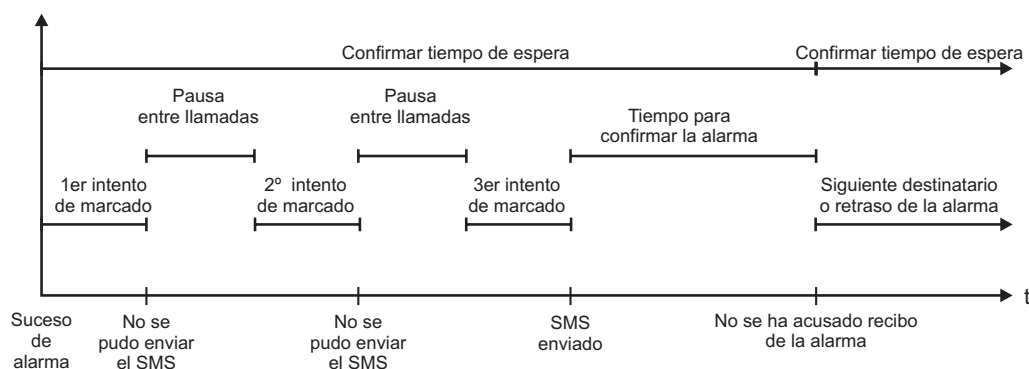 Confirmar tiempo de espera
Confirmar tiempo de espera
Pausa
entre llamadas
Pausa
entre llamadas
Tiempo para
confirmar la alarma
1er intento
de marcado
2º intento
de marcado
3er intento
de marcado
Siguiente destinatario
o retraso de la alarma
t
Suceso
de
alarma
No se
pudo enviar
el SMS
No se
pudo enviar
el SMS
SMS
enviado
No se ha acusado recibo
de la alarma